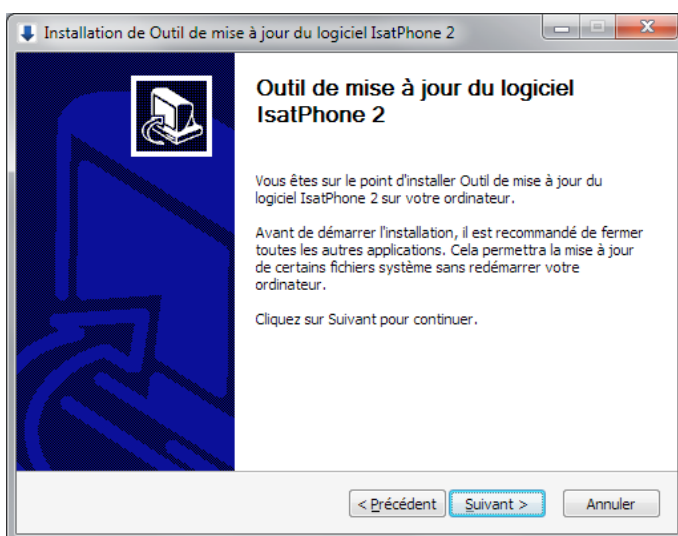 Installation de Outil de mise à jour du logiciel IsatPhone 2
Outil de mise à jour du logiciel
IsatPhone 2
Vous êtes sur le point d'installer Outil de mise à jour du
logiciel IsatPhone 2 sur votre ordinateur.
Avant de démarrer l'installation, il est recommandé de fermer
toutes les autres applications. Cela permettra la mise à jour
de certains fichiers système sans redémarrer votre
ordinateur.
Cliquez sur Suivant pour continuer.
< Précédent
Suivant >
Annuler